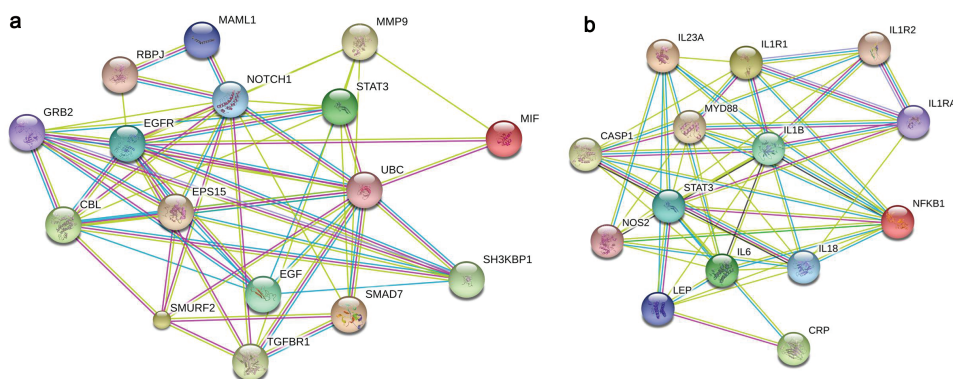 a
MAML1
MMP9
RBPJ
NOTCH1
STAT3
GRB2
EGFR
MIF
UBC
EPS15
CBL
SH3KBP1
EGF
SMAD7
SMURF2
TGFBR1
b
IL23A
IL1R1
IL1R2
IL1RA
MYD88
IL1B
CASP1
STAT3
NFKB1
NOS2
IL6
IL18
LEP
CRP